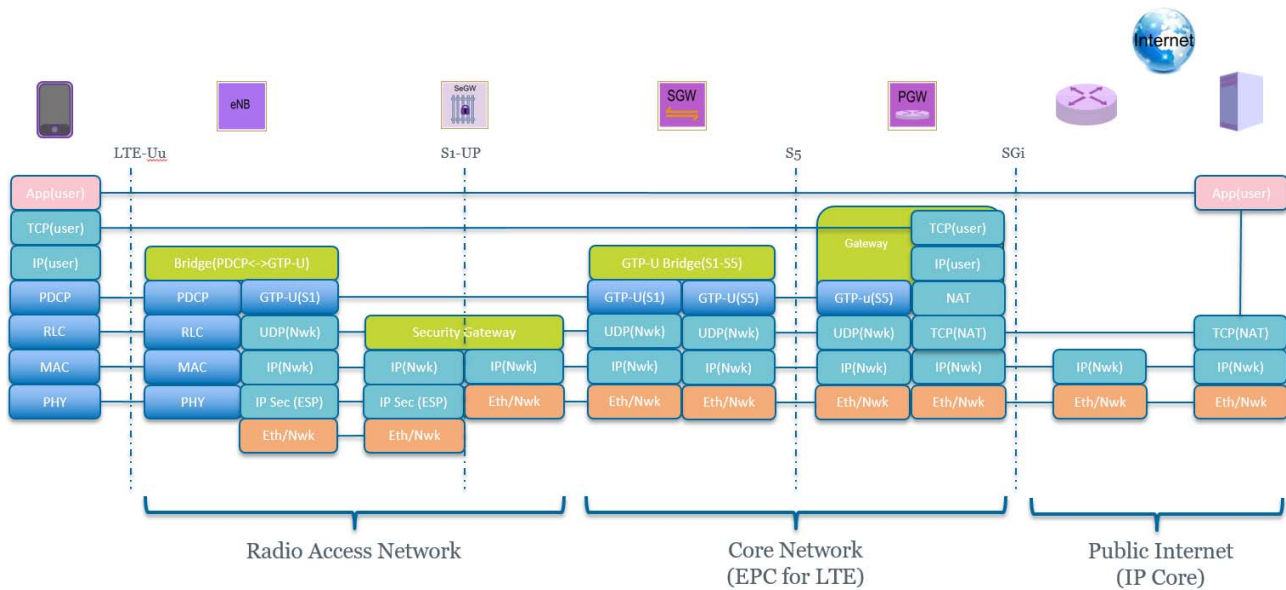 Internet
eNB
SeGW
SGW
PGW
LTE-Uu
S1-UP
S5
SGi
App(user)
App(user)
TCP(user)
TCP(user)
IP(user)
Bridge(PDCP<->GTP-U)
GTP-U Bridge(S1-S5)
Gateway
IP(user)
PDCP
PDCP
GTP-U(S1)
GTP-U(S1)
GTP-U(S5)
GTP-u(S5)
NAT
RLC
RLC
UDP(Nwk)
Security Gateway
UDP(Nwk)
UDP(Nwk)
UDP(Nwk)
TCP(NAT)
TCP(NAT)
MAC
MAC
IP(Nwk)
IP(Nwk)
IP(Nwk)
IP(Nwk)
IP(Nwk)
IP(Nwk)
IP(Nwk)
IP(Nwk)
IP(Nwk)
PHY
PHY
IP Sec (ESP)
IP Sec (ESP)
Eth/Nwk
Eth/Nwk
Eth/Nwk
Eth/Nwk
Eth/Nwk
Eth/Nwk
Eth/Nwk
Eth/Nwk
Eth/Nwk
Radio Access Network
Core Network
(EPC for LTE)
Public Internet
(IP Core)